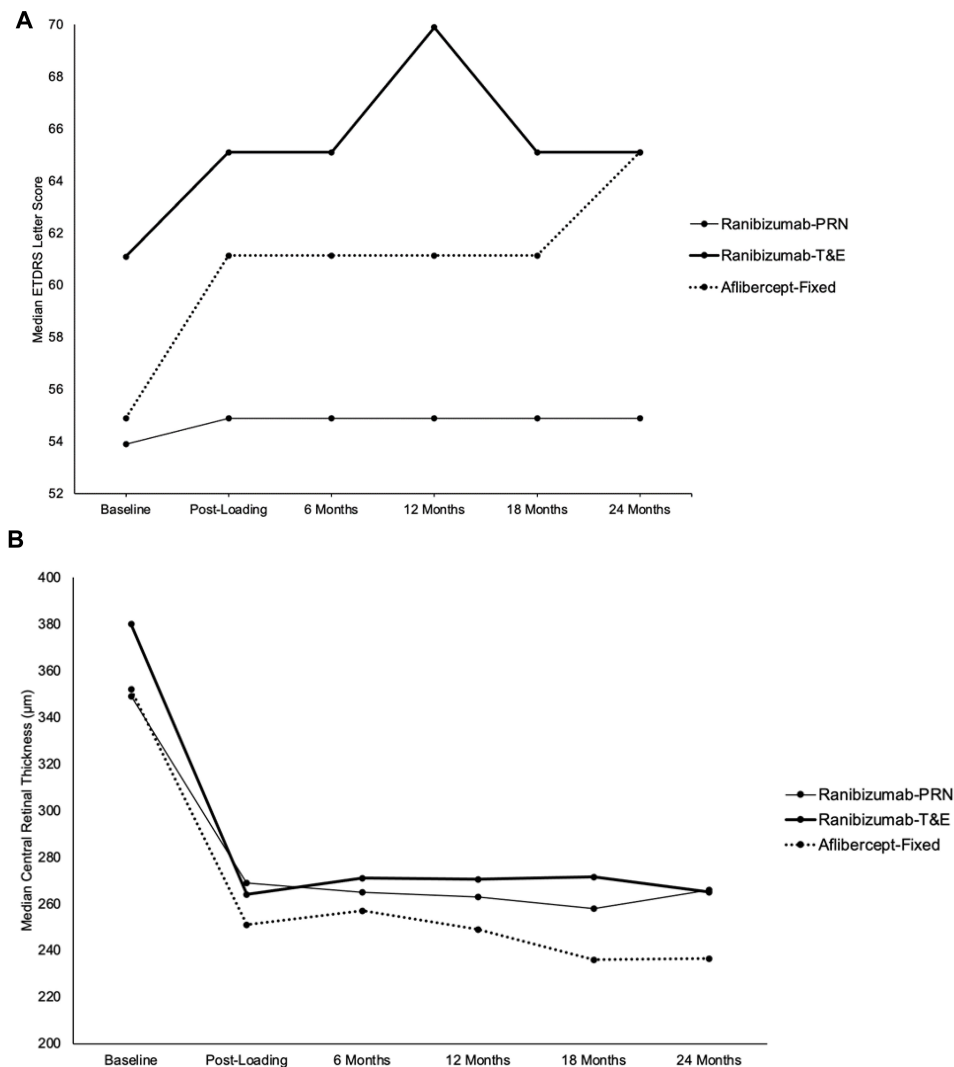 A
70
68
66
64
62
60
58
56
54
52
Median ETDRS Letter Score
Baseline Post-Loading 6 Months 12 Months 18 Months 24 Months
Ranibizumab-PRN
Ranibizumab-T&E
Aflibercept-Fixed
B
400
380
360
340
320
300
280
260
240
220
200
Median Central Retinal Thickness (µm)
Baseline Post-Loading 6 Months 12 Months 18 Months 24 Months
Ranibizumab-PRN
Ranibizumab-T&E
Aflibercept-Fixed